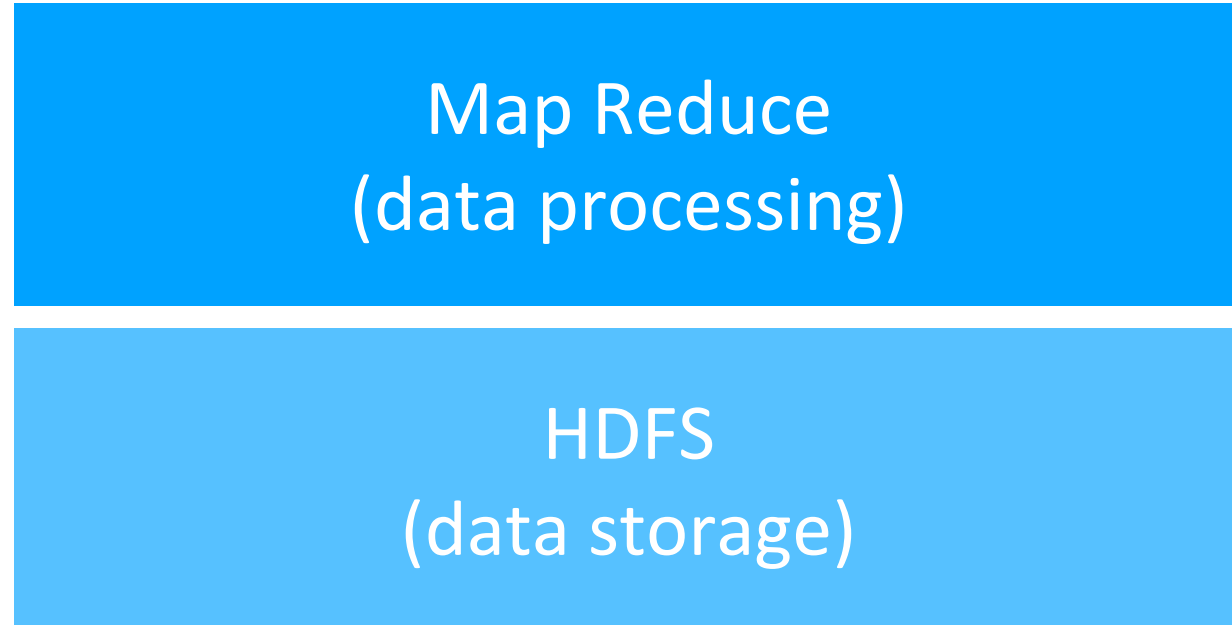 Map Reduce
(data processing)
HDFS
(data storage)